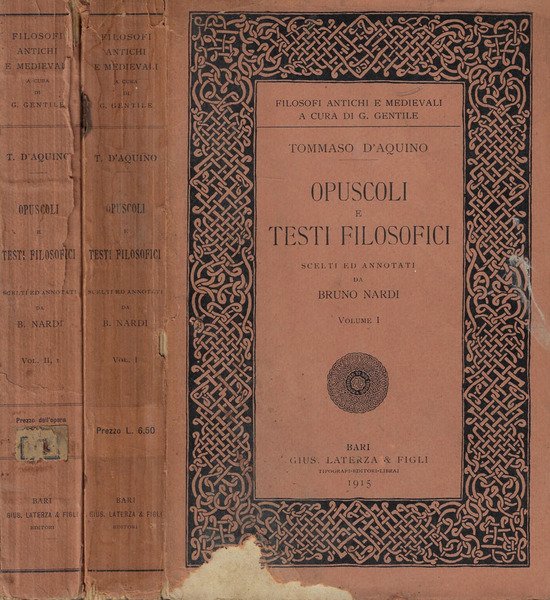 FILOSOFI
ANTICHI
E MEDIEVALI
A CURA
DI
G. GENTILE
T. D'AQUINO
OPUSCOLI
E
TESTI FILOSOFICI
SCELTI ED ANNOTATI
DA
B. NARDI
VOL. II, 1
Prezzo dell'opera
BARI
GIUS. LATERZA & FIGLI
EDITORI
FILOSOFI
ANTICHI
E MEDIEVALI
A CURA
DI
G. GENTILE
T. D'AQUINO
OPUSCOLI
E
TESTI FILOSOFICI
SCELTI ED ANNOTATI
DA
B. NARDI
VOL. I
Prezzo L. 6,50
BARI
GIUS. LATERZA & FIGLI
EDITORI
FILOSOFI ANTICHI E MEDIEVALI
A CURA DI G. GENTILE
TOMMASO D'AQUINO
OPUSCOLI
E
TESTI FILOSOFICI
SCELTI ED ANNOTATI
DA
BRUNO NARDI
VOLUME I
BARI
GIUS. LATERZA & FIGLI
TIPOGRAFI-EDITORI-LIBRAI
1915